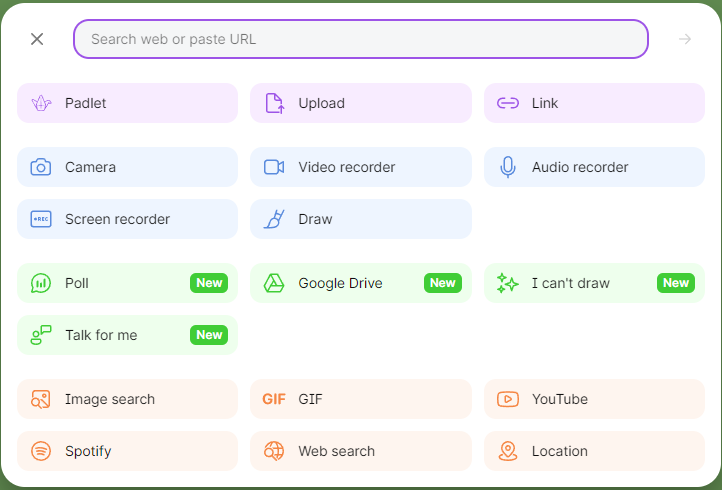 Search web or paste URL
Padlet
Upload
Link
Camera
Video recorder
Audio recorder
REC
Screen recorder
Draw
Poll New
Google Drive New
I can't draw New
Talk for me New
Image search
GIF GIF
YouTube
Spotify
Web search
Location